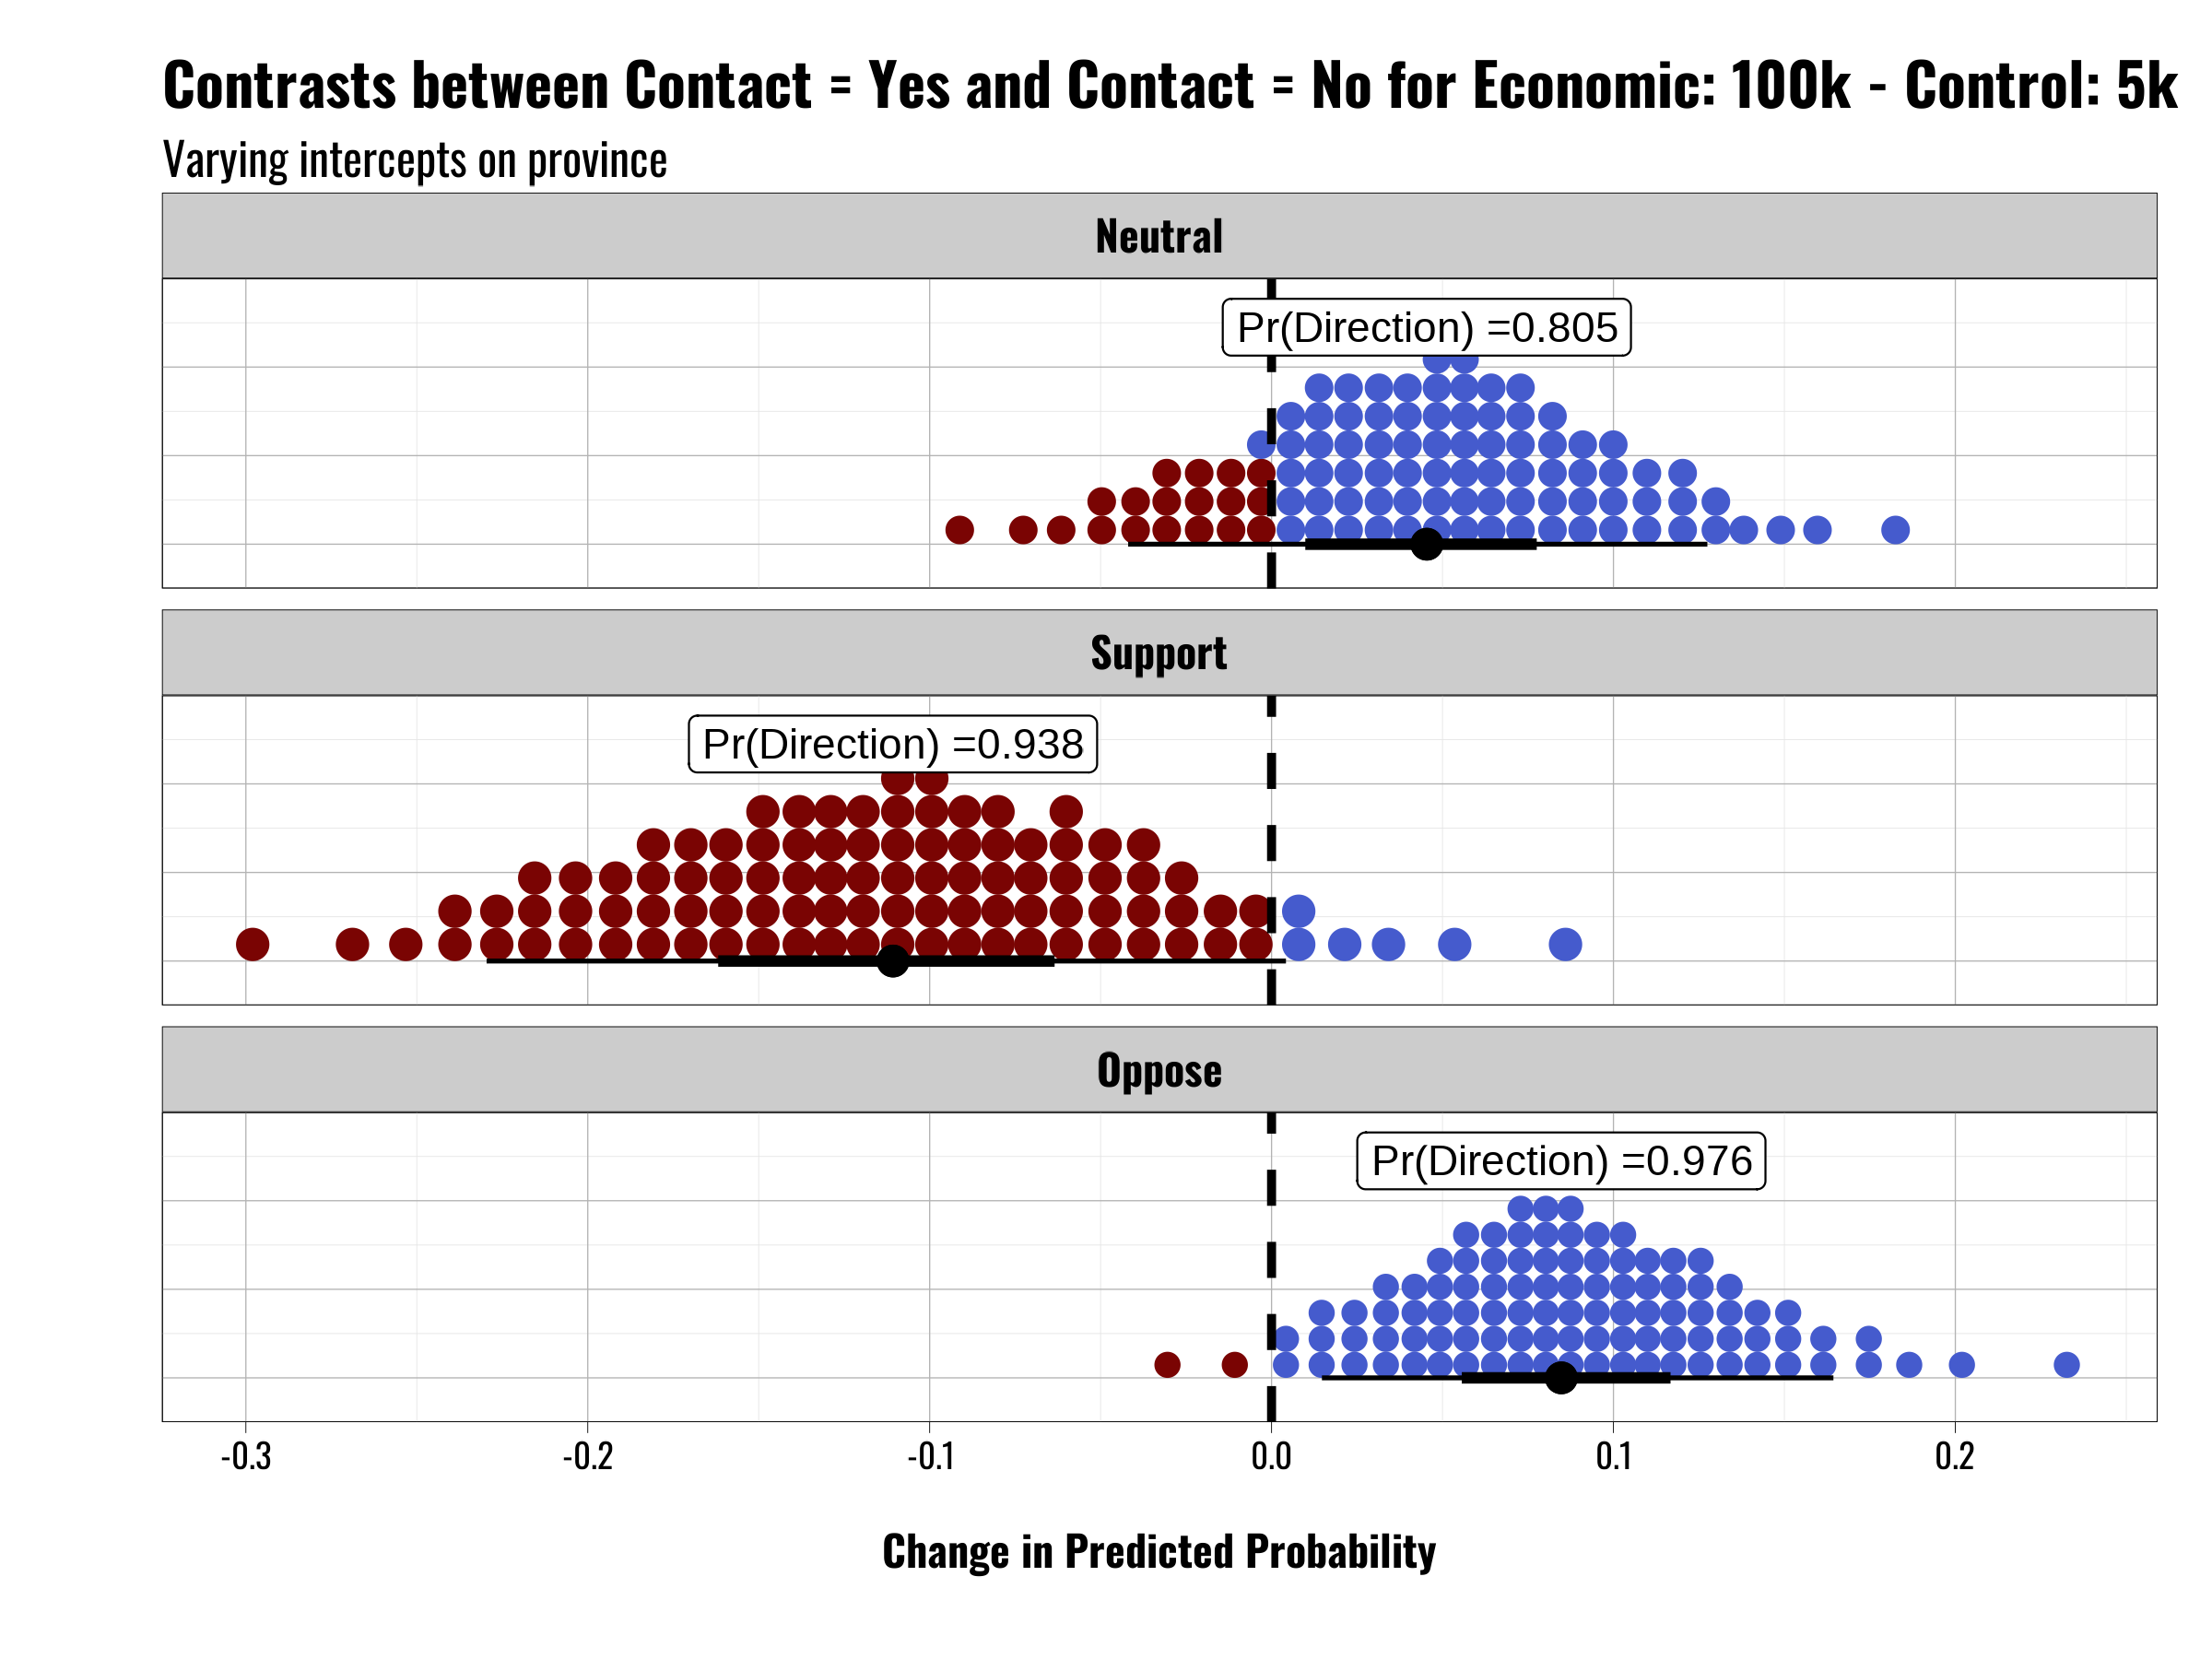 Contrasts between Contact = Yes and Contact = No for Economic: 100k - Control: 5k
Varying intercepts on province
Neutral
Pr(Direction) =0.805
Support
Pr(Direction) =0.938
Oppose
Pr(Direction) =0.976
-0.3 -0.2 -0.1 0.0 0.1 0.2
Change in Predicted Probability